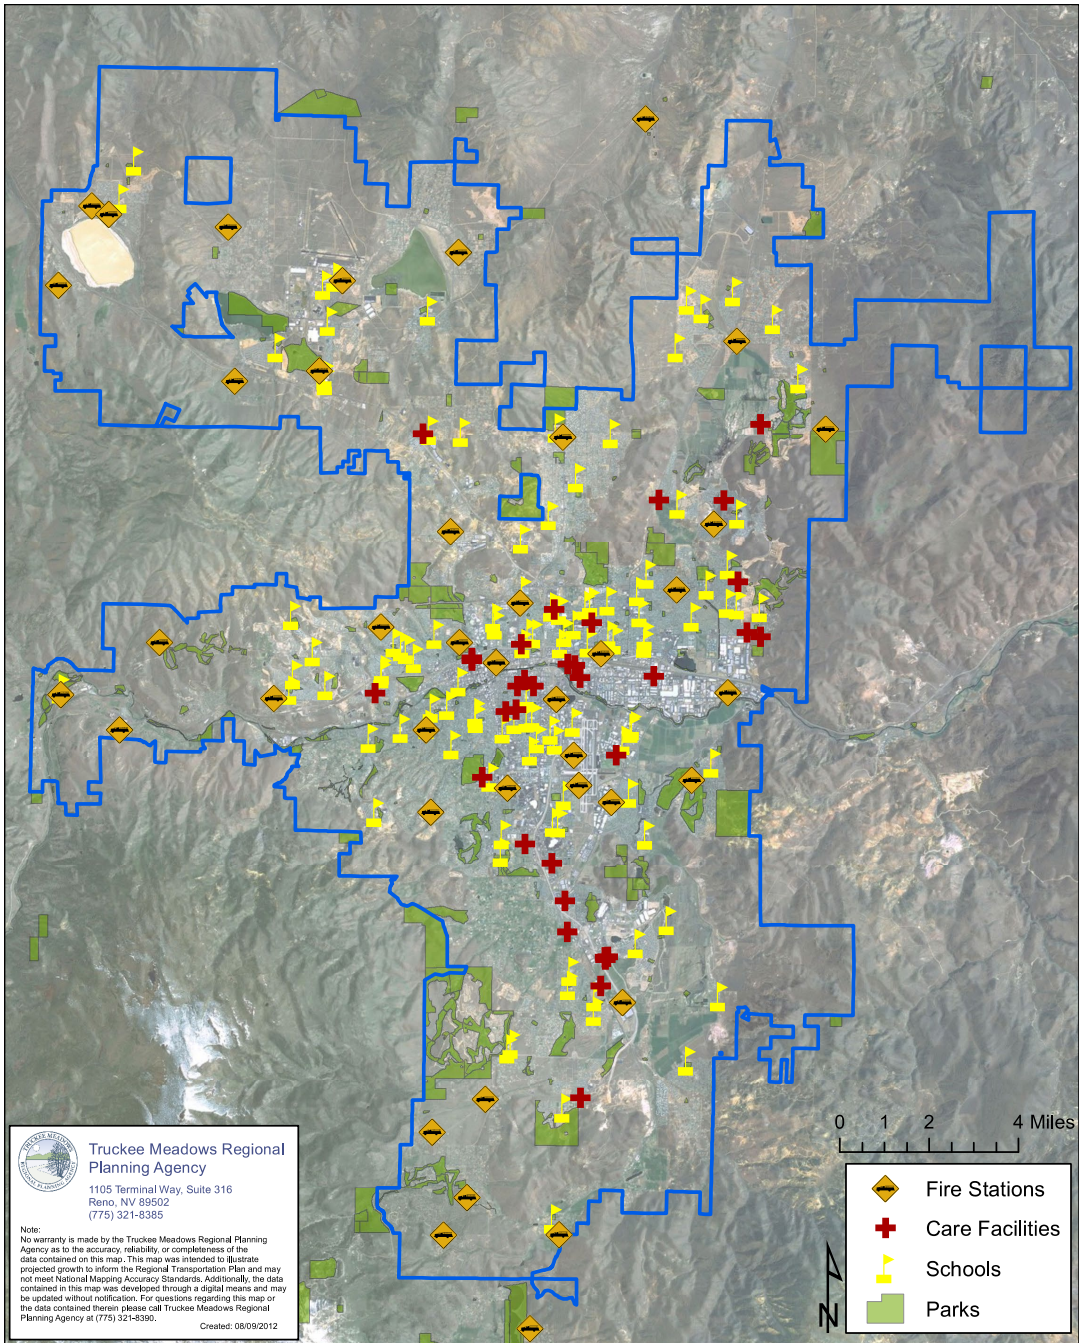 0 1 2 4 Miles
TRUCKEE MEADOWS
REGIONAL PLANNING AGENCY
Truckee Meadows Regional
Planning Agency
1105 Terminal Way, Suite 316
Reno, NV 89502
(775) 321-8385
Note:
No warranty is made by the Truckee Meadows Regional Planning
Agency as to the accuracy, reliability, or completeness of the
data contained on this map. This map was intended to illustrate
projected growth to inform the Regional Transportation Plan and may
not meet National Mapping Accuracy Standards. Additionally, the data
contained in this map was developed through a digital means and may
be updated without notification. For questions regarding this map or
the data contained therein please call Truckee Meadows Regional
Planning Agency at (775) 321-8390.
Created: 08/09/2012
N
Fire Stations
Care Facilities
Schools
Parks